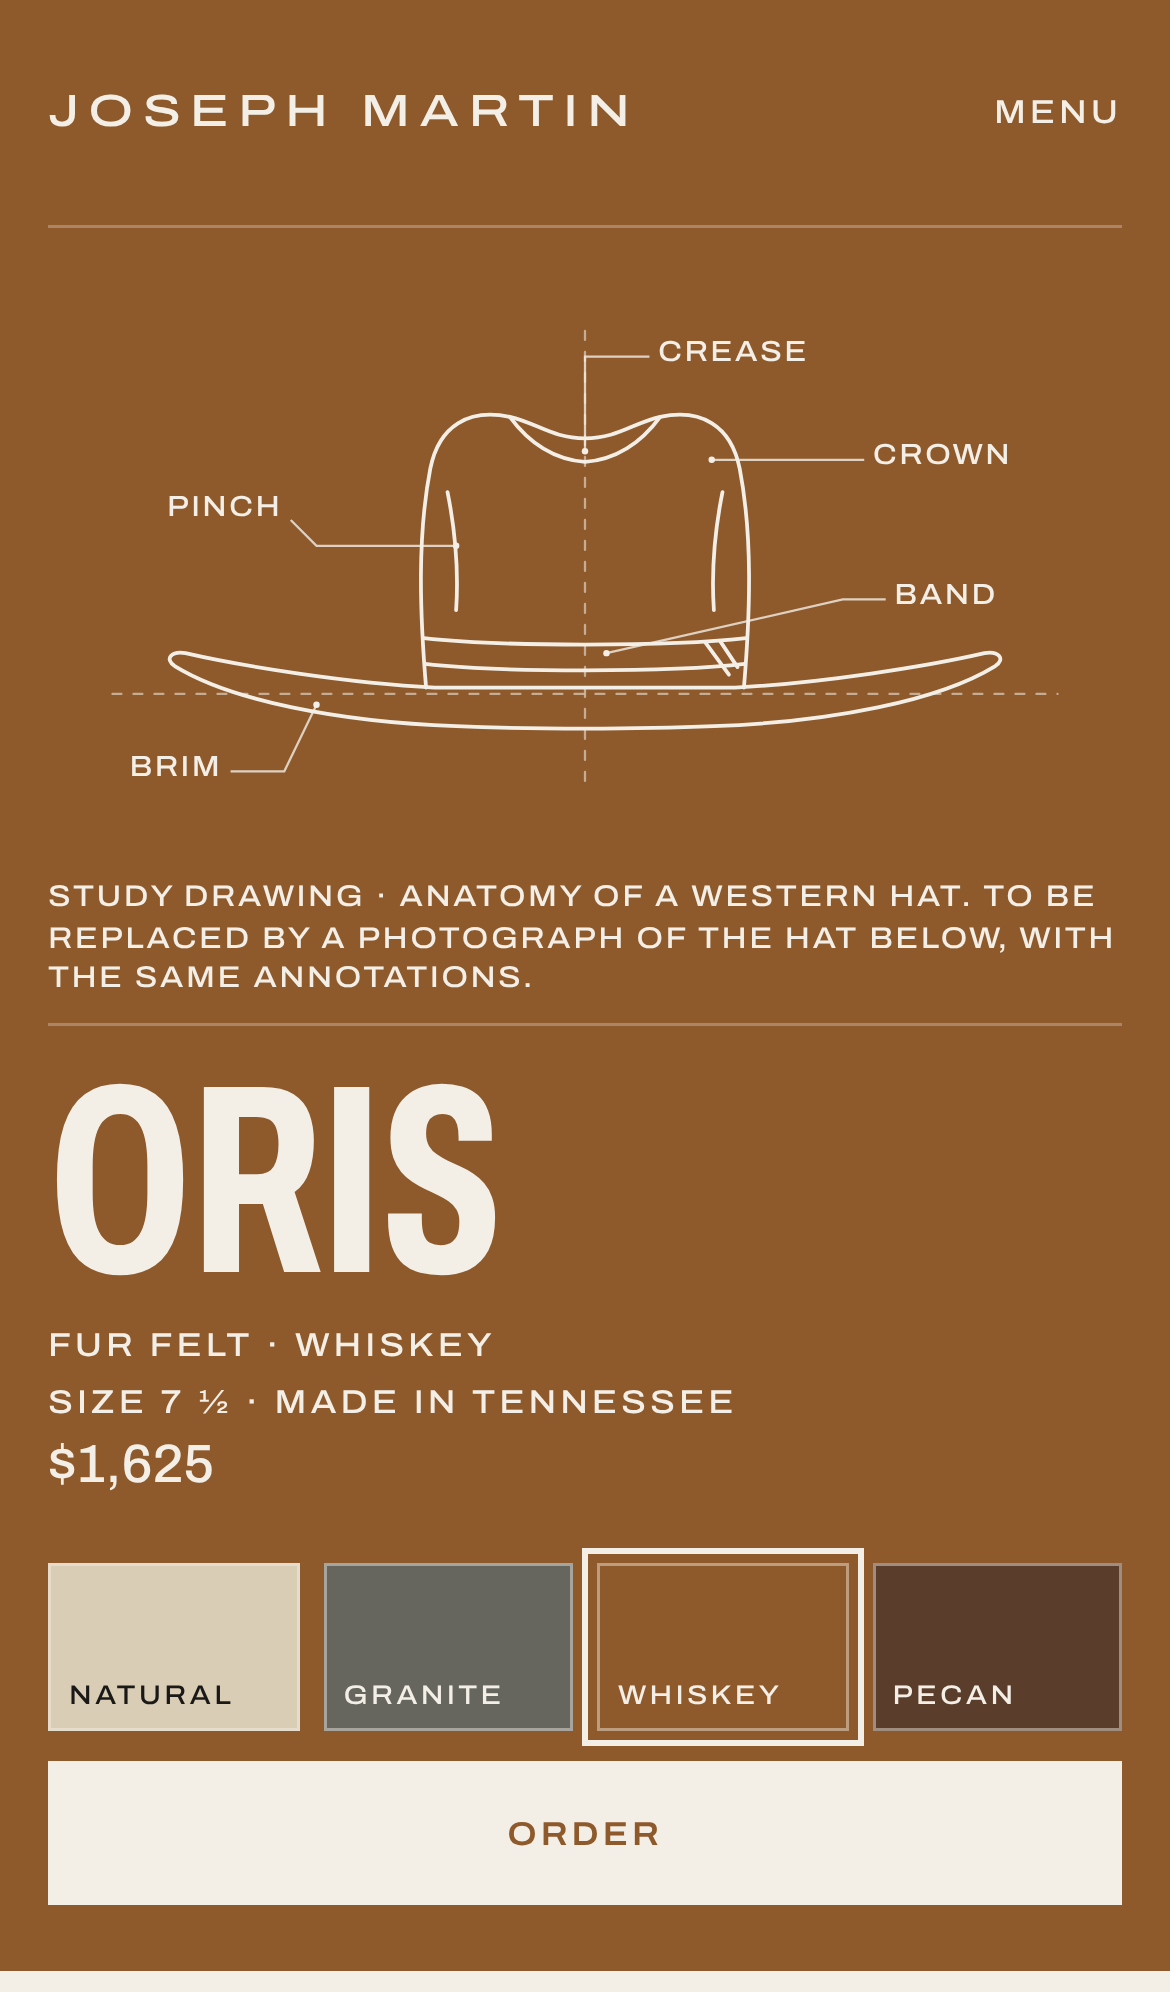 JOSEPH MARTIN
MENU
CREASE
CROWN
PINCH
BAND
BRIM
STUDY DRAWING · ANATOMY OF A WESTERN HAT. TO BE
REPLACED BY A PHOTOGRAPH OF THE HAT BELOW, WITH
THE SAME ANNOTATIONS.
ORIS
FUR FELT · WHISKEY
SIZE 7 ½ · MADE IN TENNESSEE
$1,625
NATURAL
GRANITE
WHISKEY
PECAN
ORDER